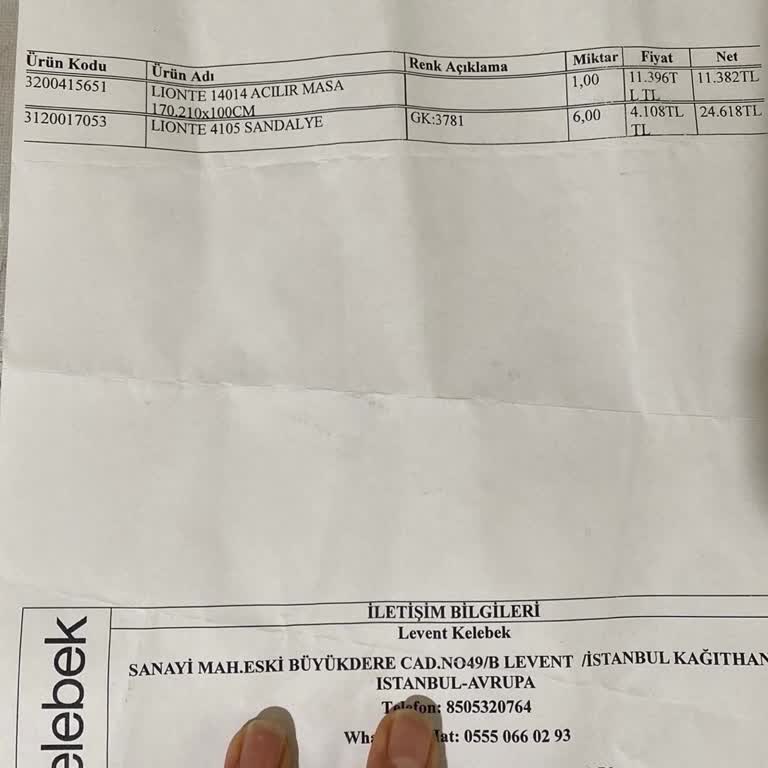 Ürün Kodu Ürün Adı Renk Açıklama Miktar Fiyat Net
3200415651 LIONTE 14014 ACILIR MASA 1,00 11.396T 11.382TL
170.210x100CM L TL
3120017053 LIONTE 4105 SANDALYE GK:3781 6,00 4.108TL 24.618TL
TL
İLETİŞİM BİLGİLERİ
elebek
Levent Kelebek
SANAYİ MAH.ESKİ BÜYÜKDERE CAD.NO49/B LEVENT /İSTANBUL KAĞITHAN
ISTANBUL-AVRUPA
Telefon: 8505320764
Hat: 0555 066 02 93